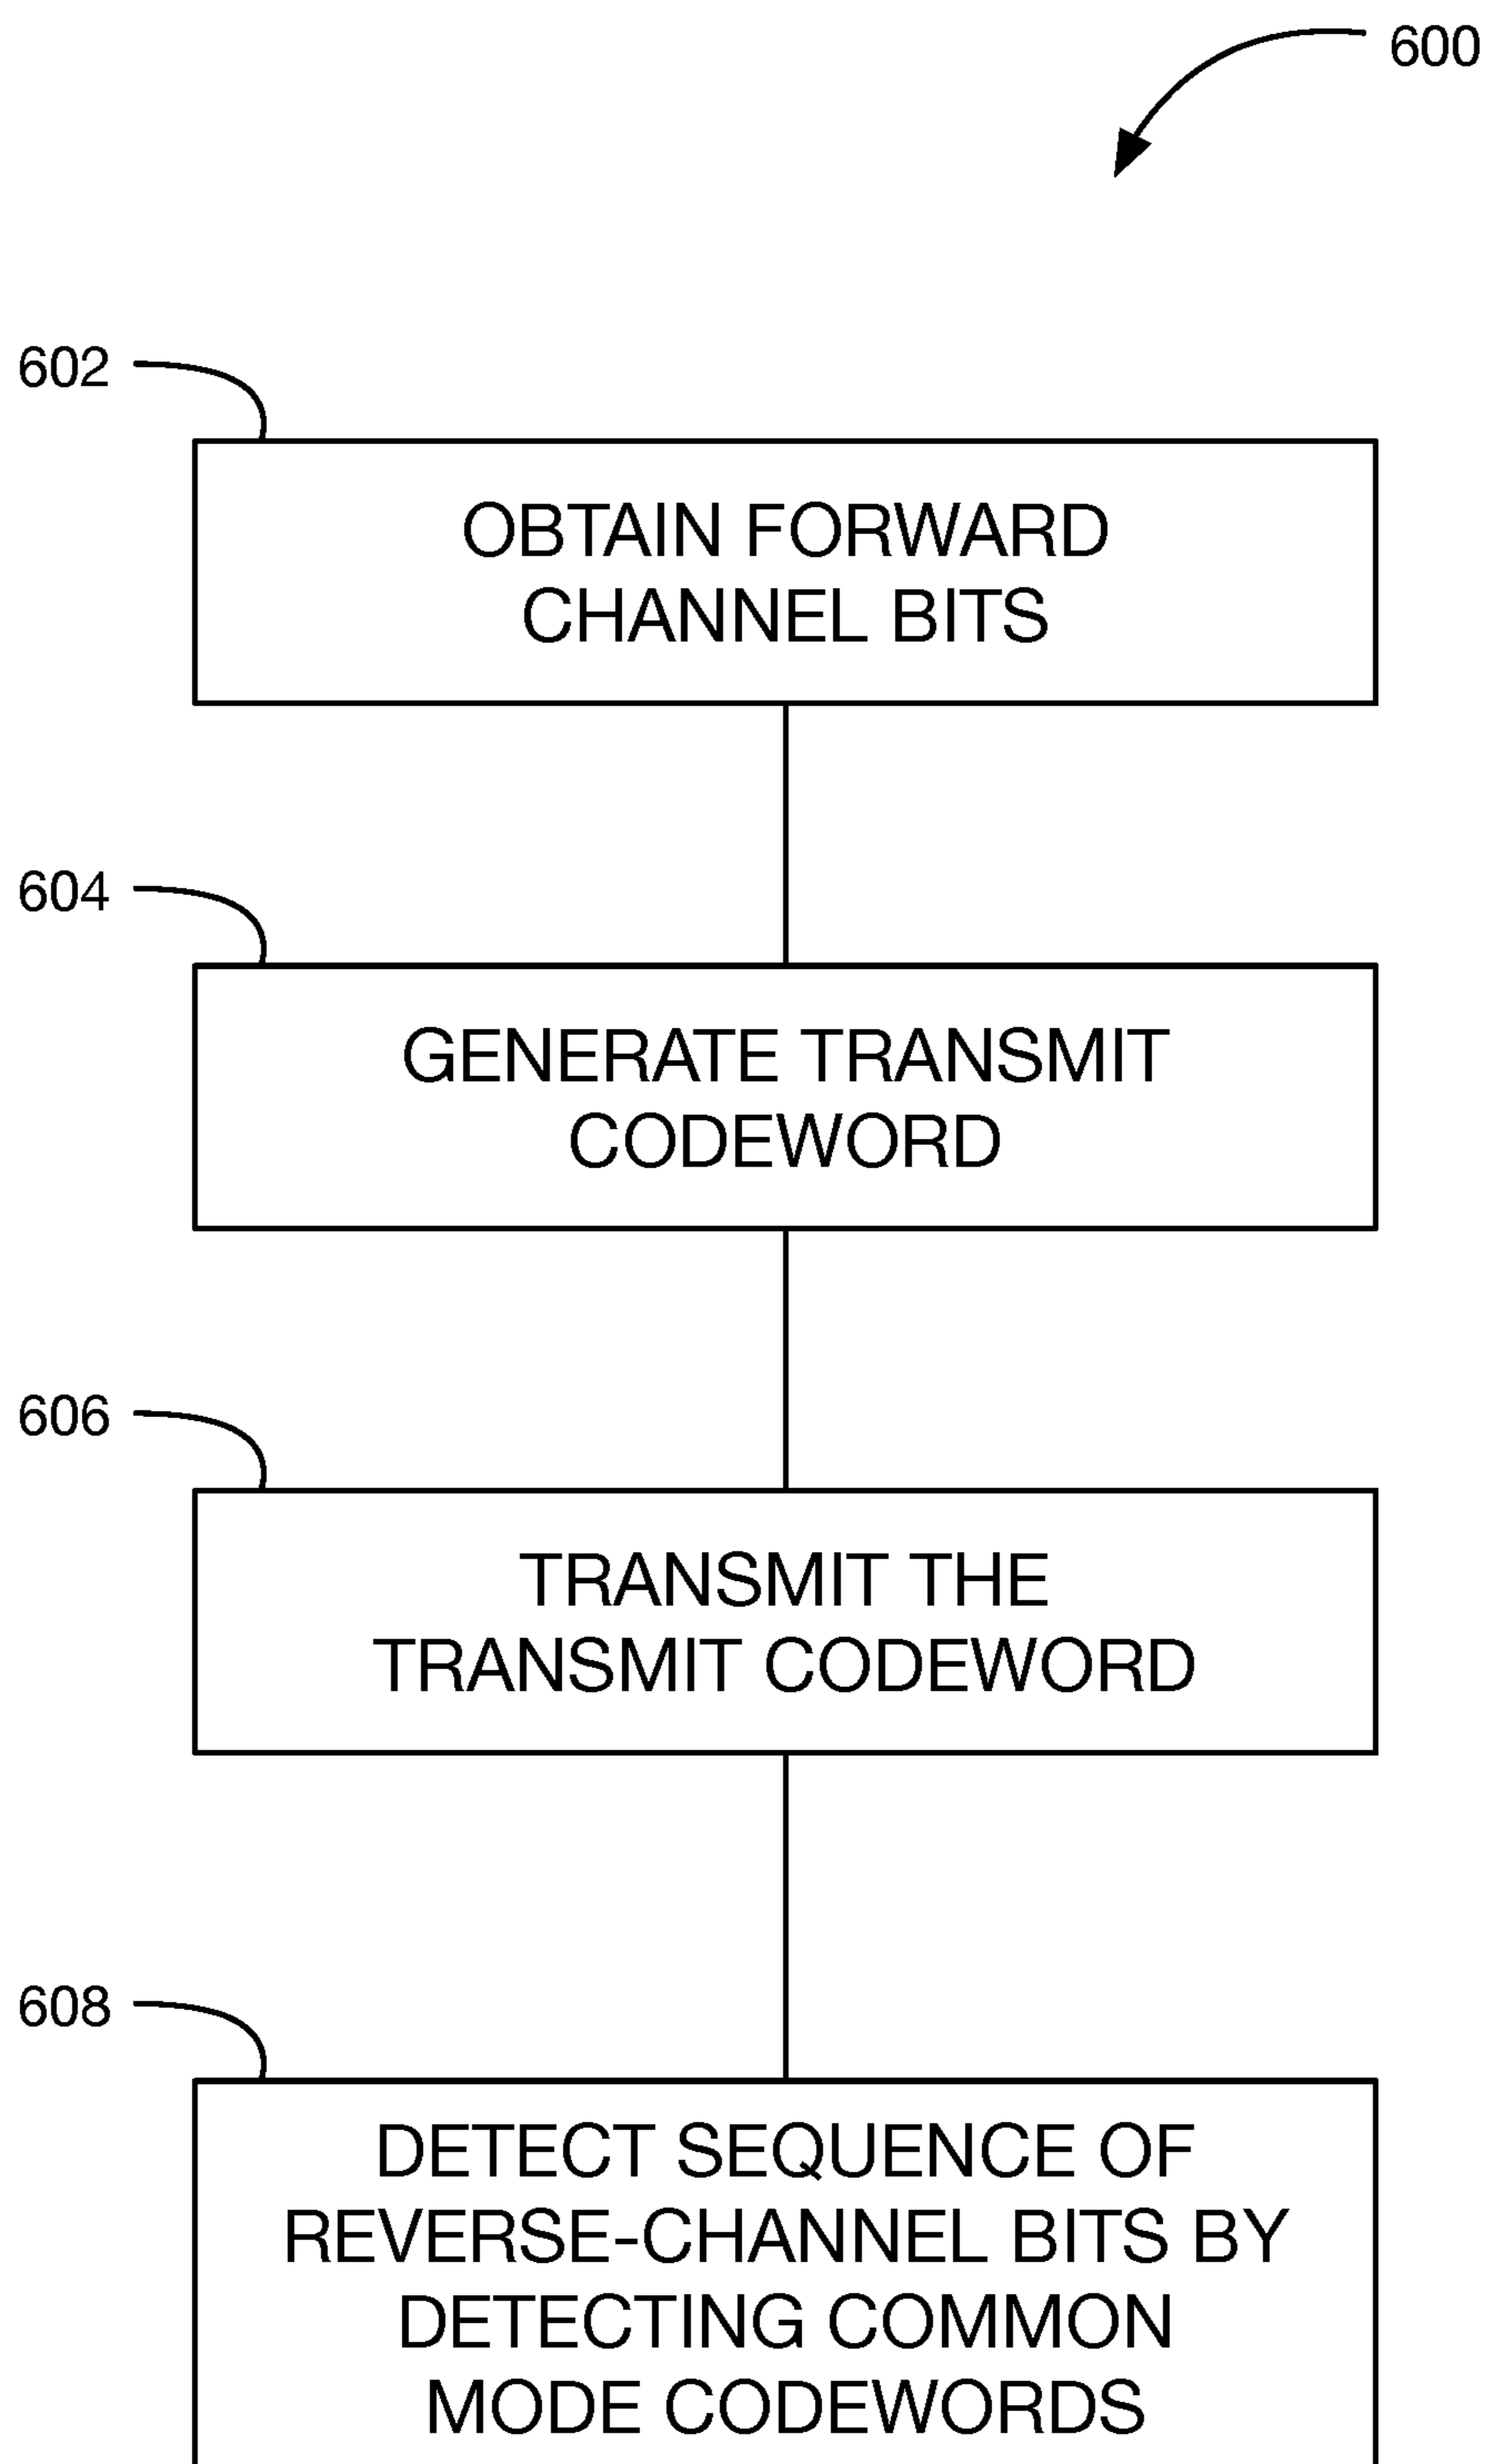 600
602
OBTAIN FORWARD
CHANNEL BITS
604
GENERATE TRANSMIT
CODEWORD
606
TRANSMIT THE
TRANSMIT CODEWORD
608
DETECT SEQUENCE OF
REVERSE-CHANNEL BITS BY
DETECTING COMMON
MODE CODEWORDS